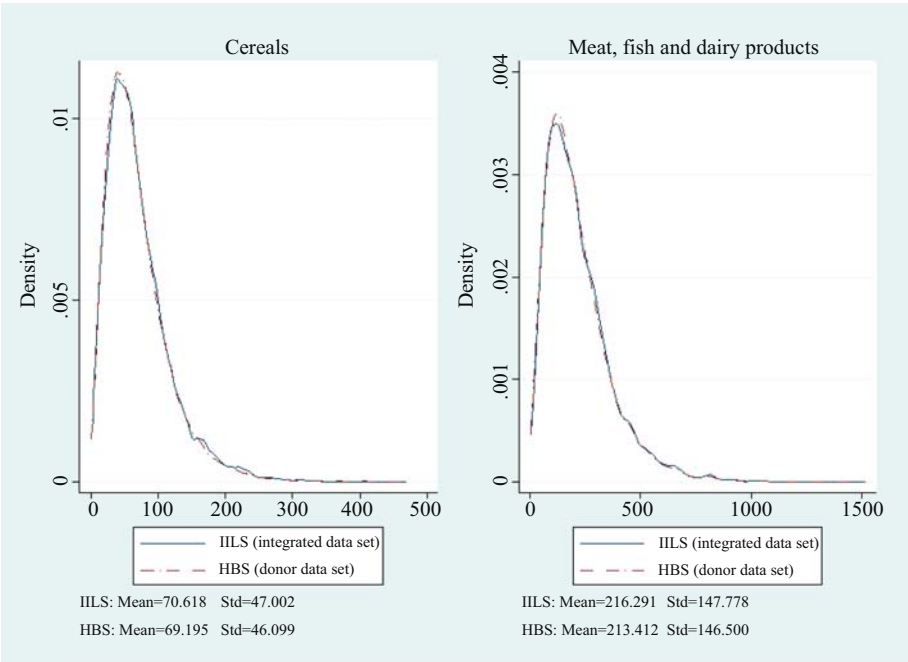 Cereals
Density
.01
.005
0
0 100 200 300 400 500
IILS (integrated data set)
HBS (donor data set)
IILS: Mean=70.618 Std=47.002
HBS: Mean=69.195 Std=46.099
Meat, fish and dairy products
Density
.004
.003
.002
.001
0
0 500 1000 1500
IILS (integrated data set)
HBS (donor data set)
IILS: Mean=216.291 Std=147.778
HBS: Mean=213.412 Std=146.500